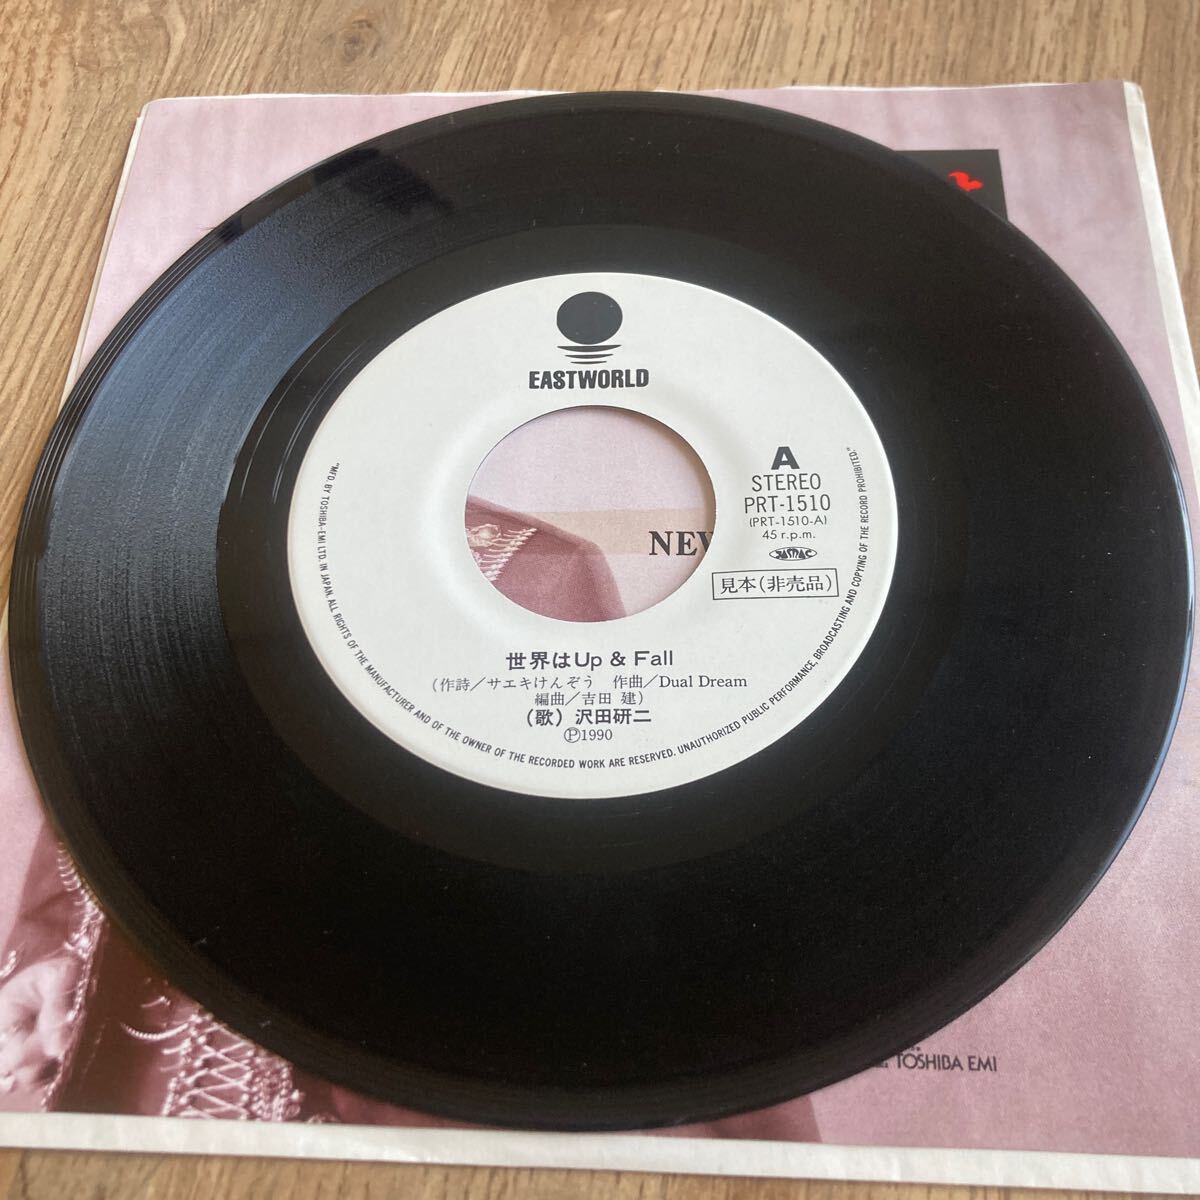 EASTWORLD
A
STEREO
PRT-1510
(PRT-1510-A)
45 r.p.m.
JASRAC
見本(非売品)
NEW
世界はUp & Fall
(作詩/サエキけんぞう 作曲/Dual Dream
編曲/吉田 建)
(歌) 沢田研二
Ⓟ1990
"MFD. BY TOSHIBA-EMI LTD. IN JAPAN ALL RIGHTS OF THE MANUFACTURER AND OF THE OWNER OF THE RECORDED WORK ARE RESERVED. UNAUTHORIZED PUBLIC PERFORMANCE, BROADCASTING AND COPYING OF THE RECORD PROHIBITED."
TOSHIBA EMI